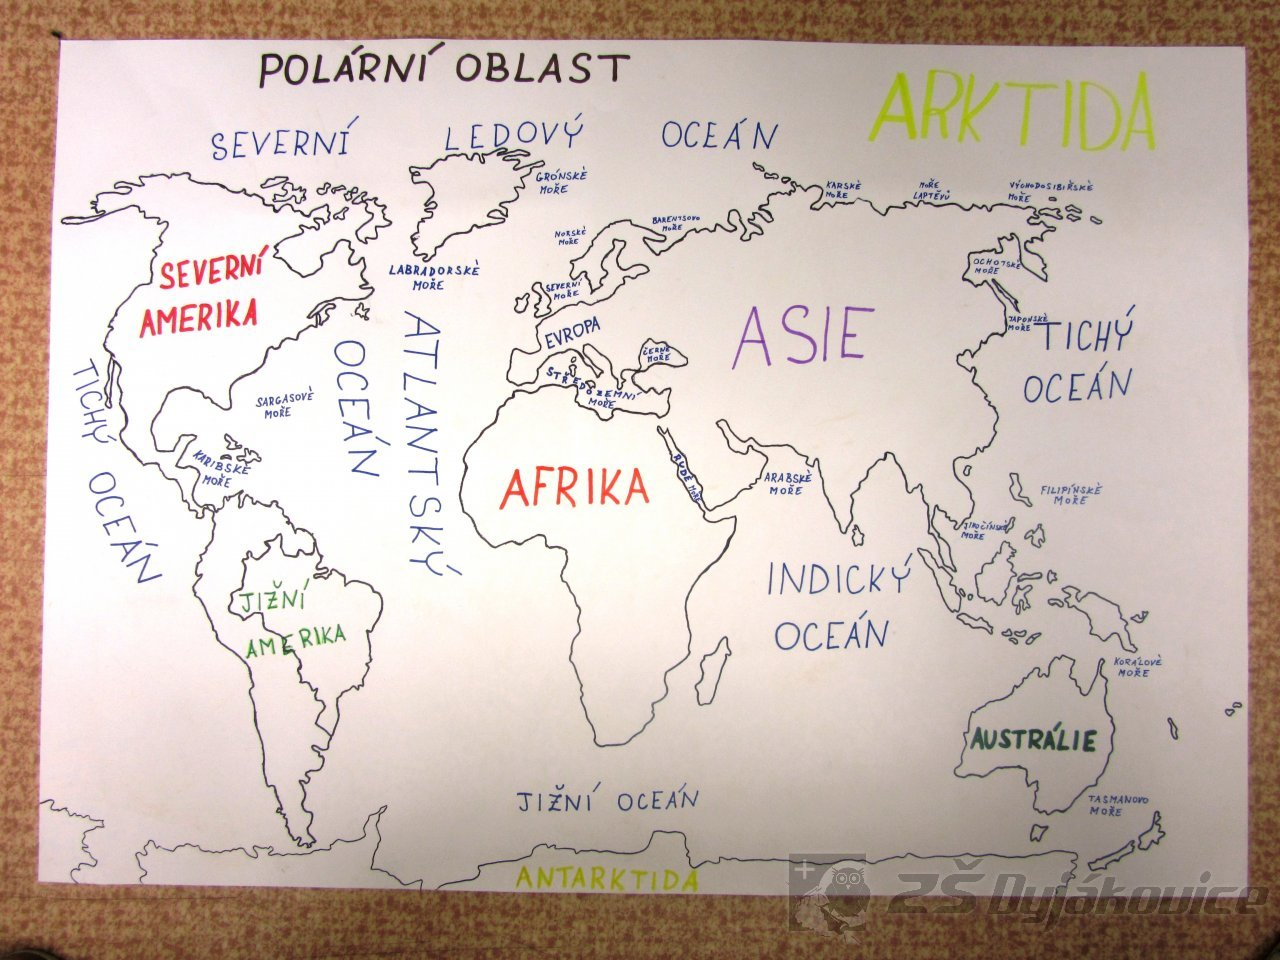 POLÁRNÍ OBLAST
ARKTIDA
SEVERNÍ LEDOVÝ OCEÁN
GRÓNSKÉ
MOŘE
KARSKÉ
MOŘE
MOŘE
LAPTĚVŮ
VÝCHODOSIBIŘSKÉ
MOŘE
BARENTSOVO
MOŘE
NORSKÉ
MOŘE
SEVERNÍ
AMERIKA
LABRADORSKÉ
MOŘE
SEVERNÍ
MOŘE
OCHOTSKÉ
MOŘE
EVROPA
ASIE
JAPONSKÉ
MOŘE
TICHÝ
OCEÁN
ČERNÉ
MOŘE
STŘEDOZEMNÍ
MOŘE
ATLANTSKÝ
OCEÁN
TICHÝ OCEÁN
SARGASOVÉ
MOŘE
KARIBSKÉ
MOŘE
AFRIKA
RUDÉ MOŘE
ARABSKÉ
MOŘE
FILIPÍNSKÉ
MOŘE
JIHOČÍNSKÉ
MOŘE
INDICKÝ
OCEÁN
JIŽNÍ
AMERIKA
KORÁLOVÉ
MOŘE
AUSTRÁLIE
TASMANOVO
MOŘE
JIŽNÍ OCEÁN
ANTARKTIDA
ZŠ Dyjákovice